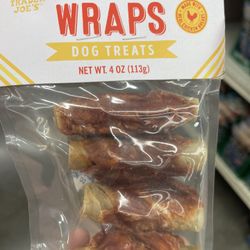 TRADER
JOE'S
WRAPS
DOG TREATS
NET WT. 4 OZ (113g)